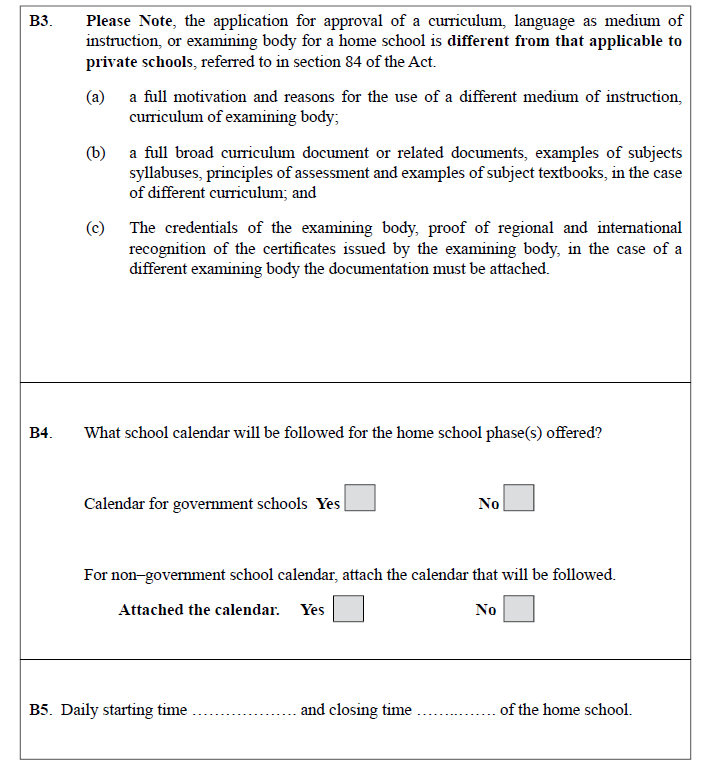 B3. Please Note, the application for approval of a curriculum, language as medium of
instruction, or examining body for a home school is different from that applicable to
private schools, referred to in section 84 of the Act.
(a) a full motivation and reasons for the use of a different medium of instruction,
curriculum of examining body;
(b) a full broad curriculum document or related documents, examples of subjects
syllabuses, principles of assessment and examples of subject textbooks, in the case
of different curriculum; and
(c) The credentials of the examining body, proof of regional and international
recognition of the certificates issued by the examining body, in the case of a
different examining body the documentation must be attached.
B4. What school calendar will be followed for the home school phase(s) offered?
Calendar for government schools Yes No
For non–government school calendar, attach the calendar that will be followed.
Attached the calendar. Yes No
B5. Daily starting time ................... and closing time ............... of the home school.